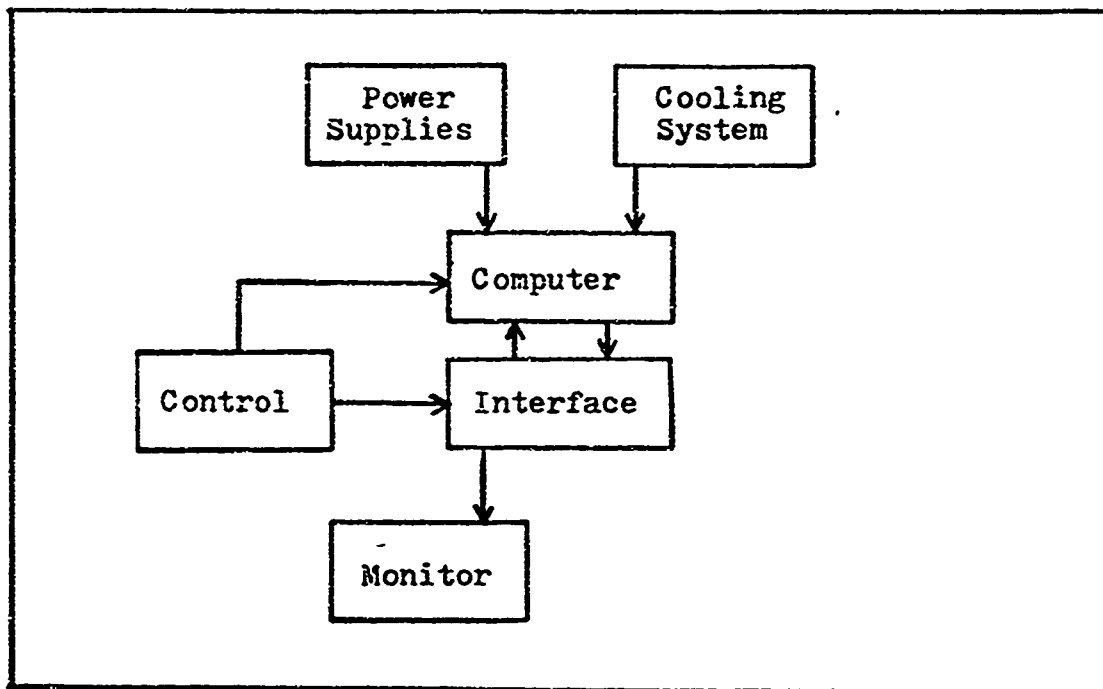 Power
Supplies
Cooling
System
Computer
Control
Interface
Monitor